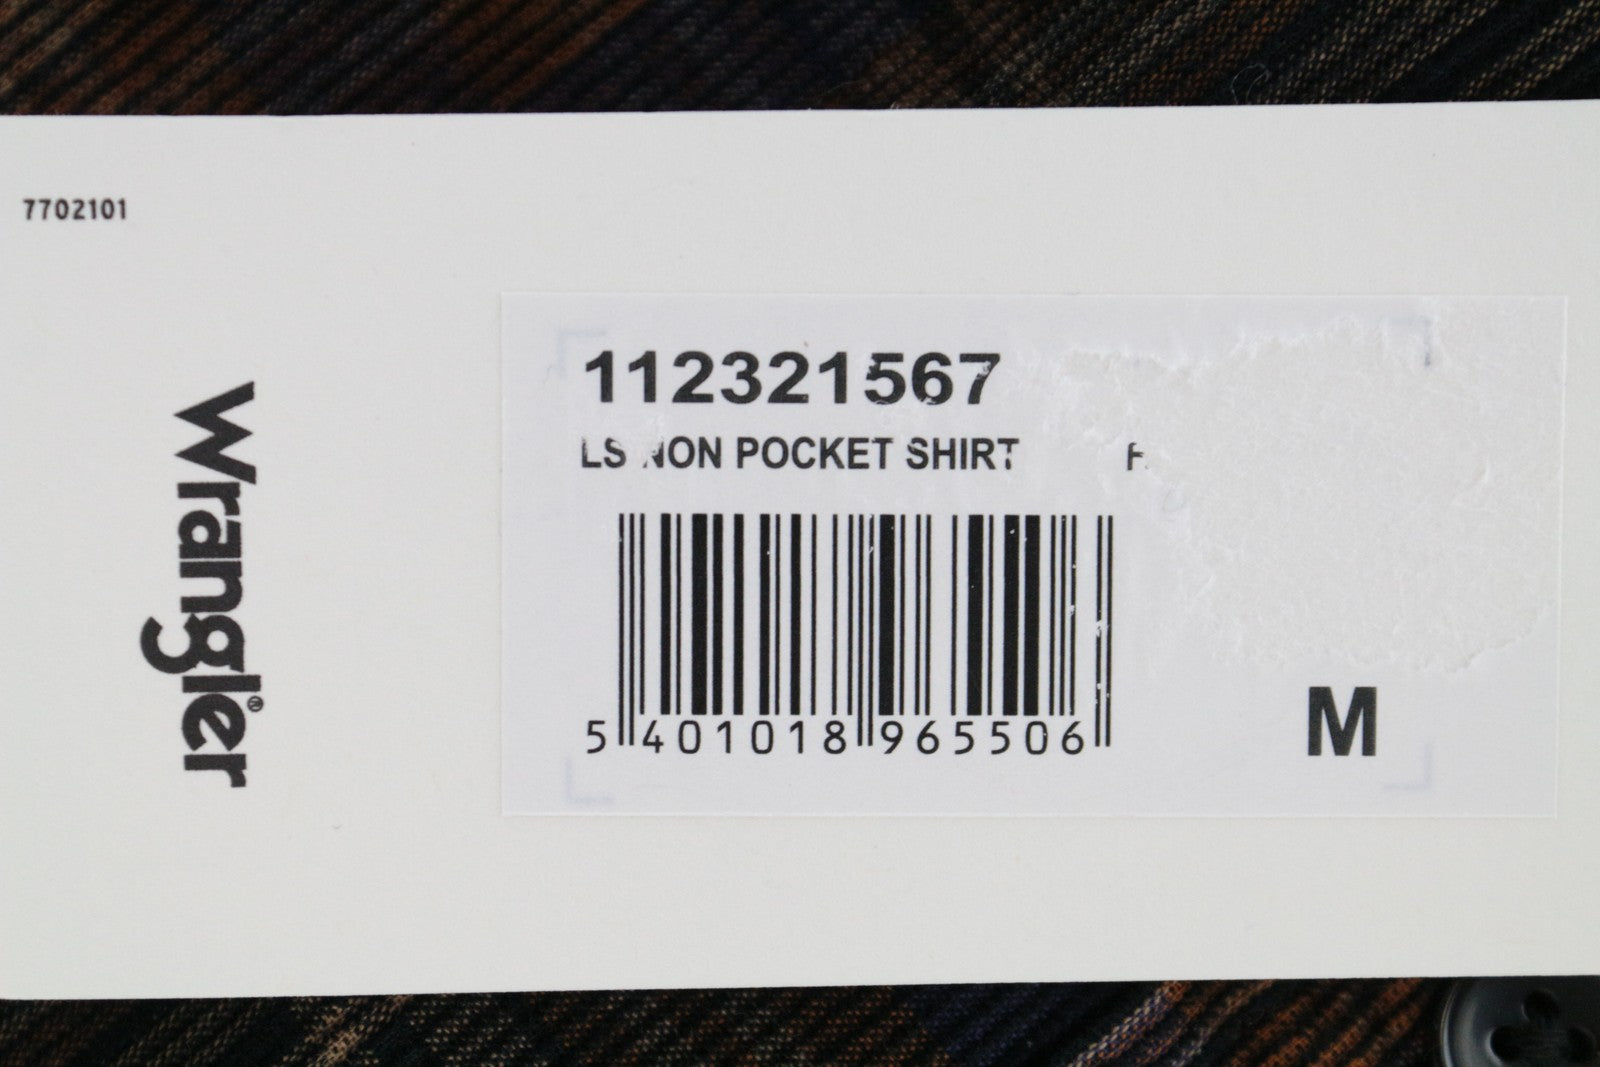 7702101
Wrangler®
112321567
LS NON POCKET SHIRT
5 401018 965506
M